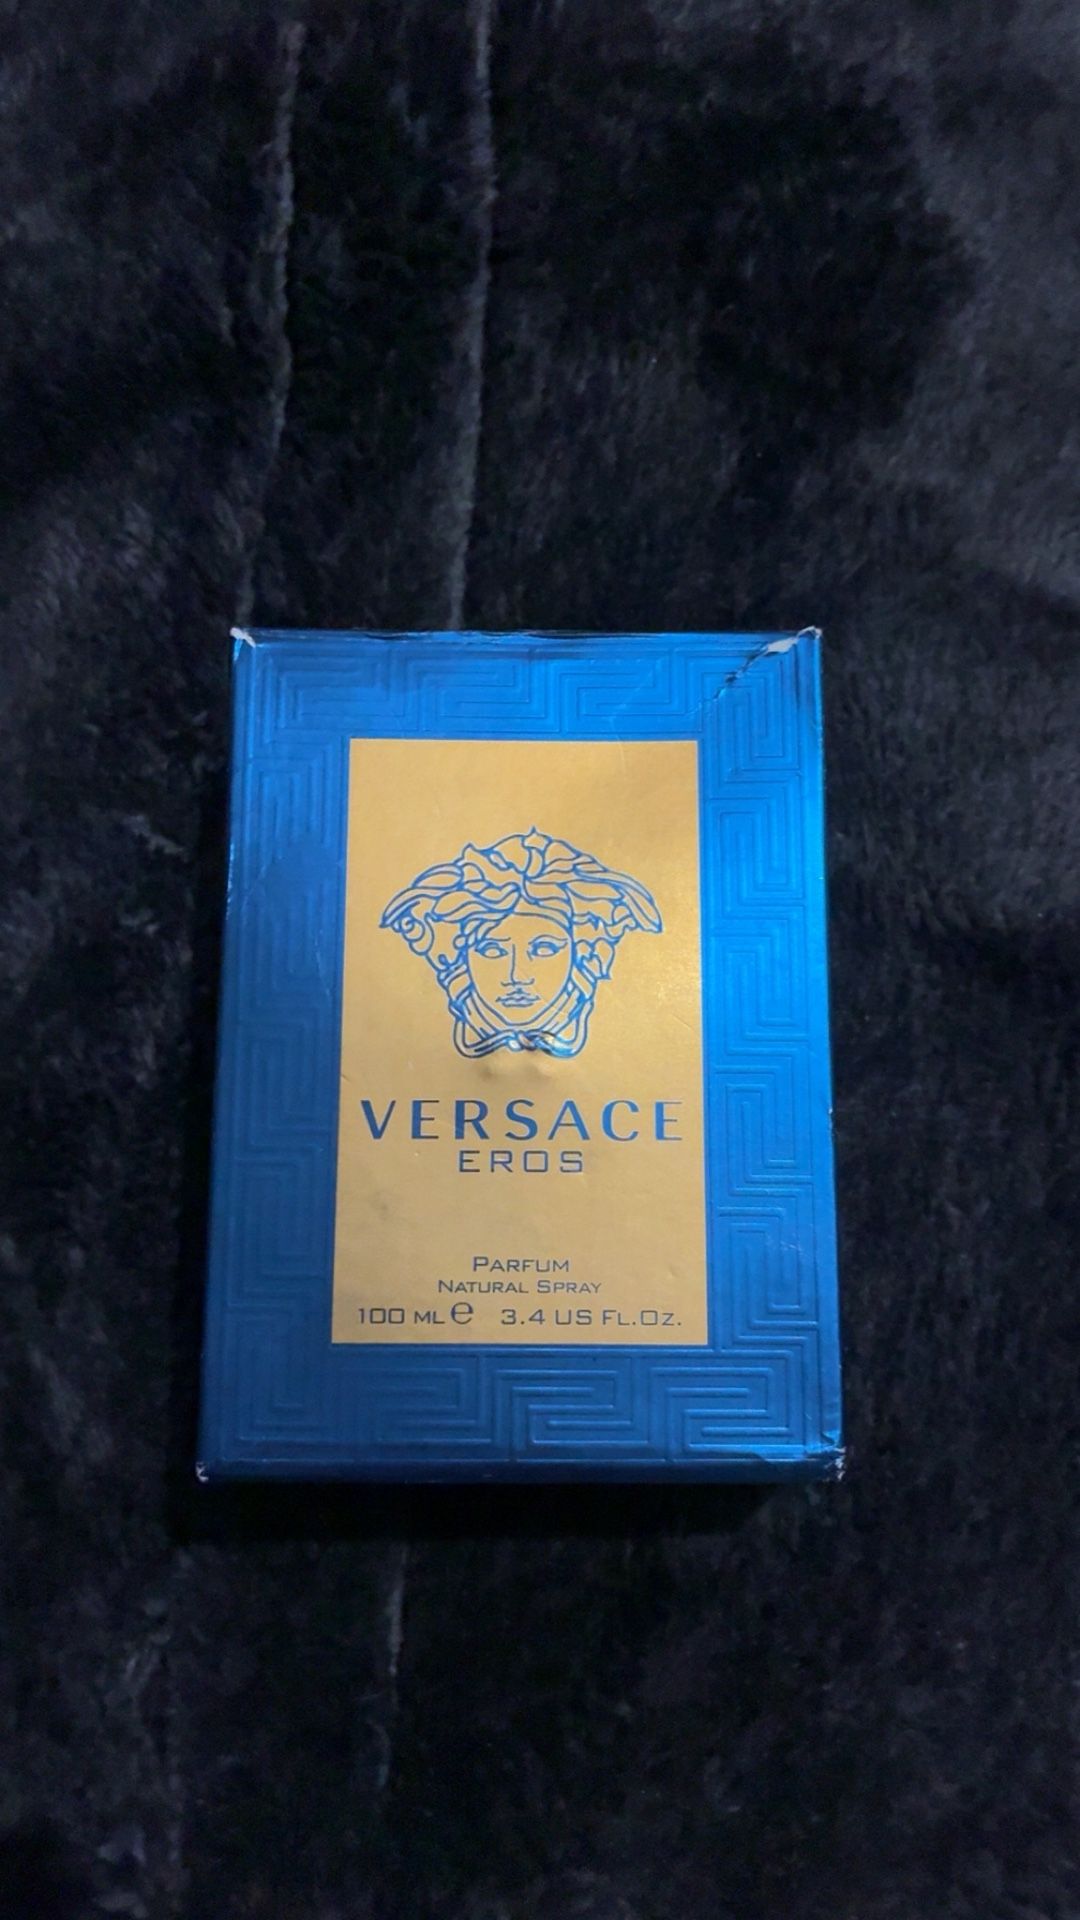 VERSACE
EROS
PARFUM
NATURAL SPRAY
100 ML ℮ 3.4 US FL.OZ.